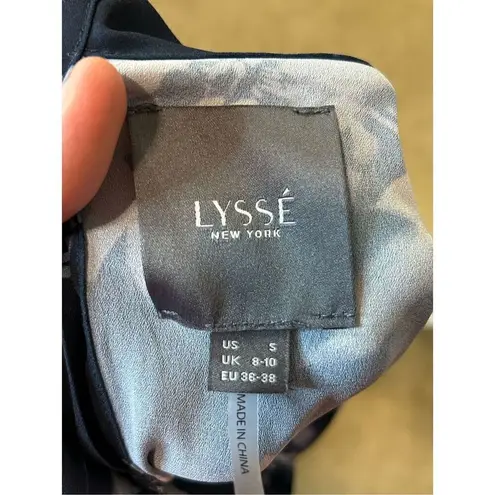 LYSSÉ
NEW YORK
US S
UK 8-10
EU 36-38
MADE IN CHINA